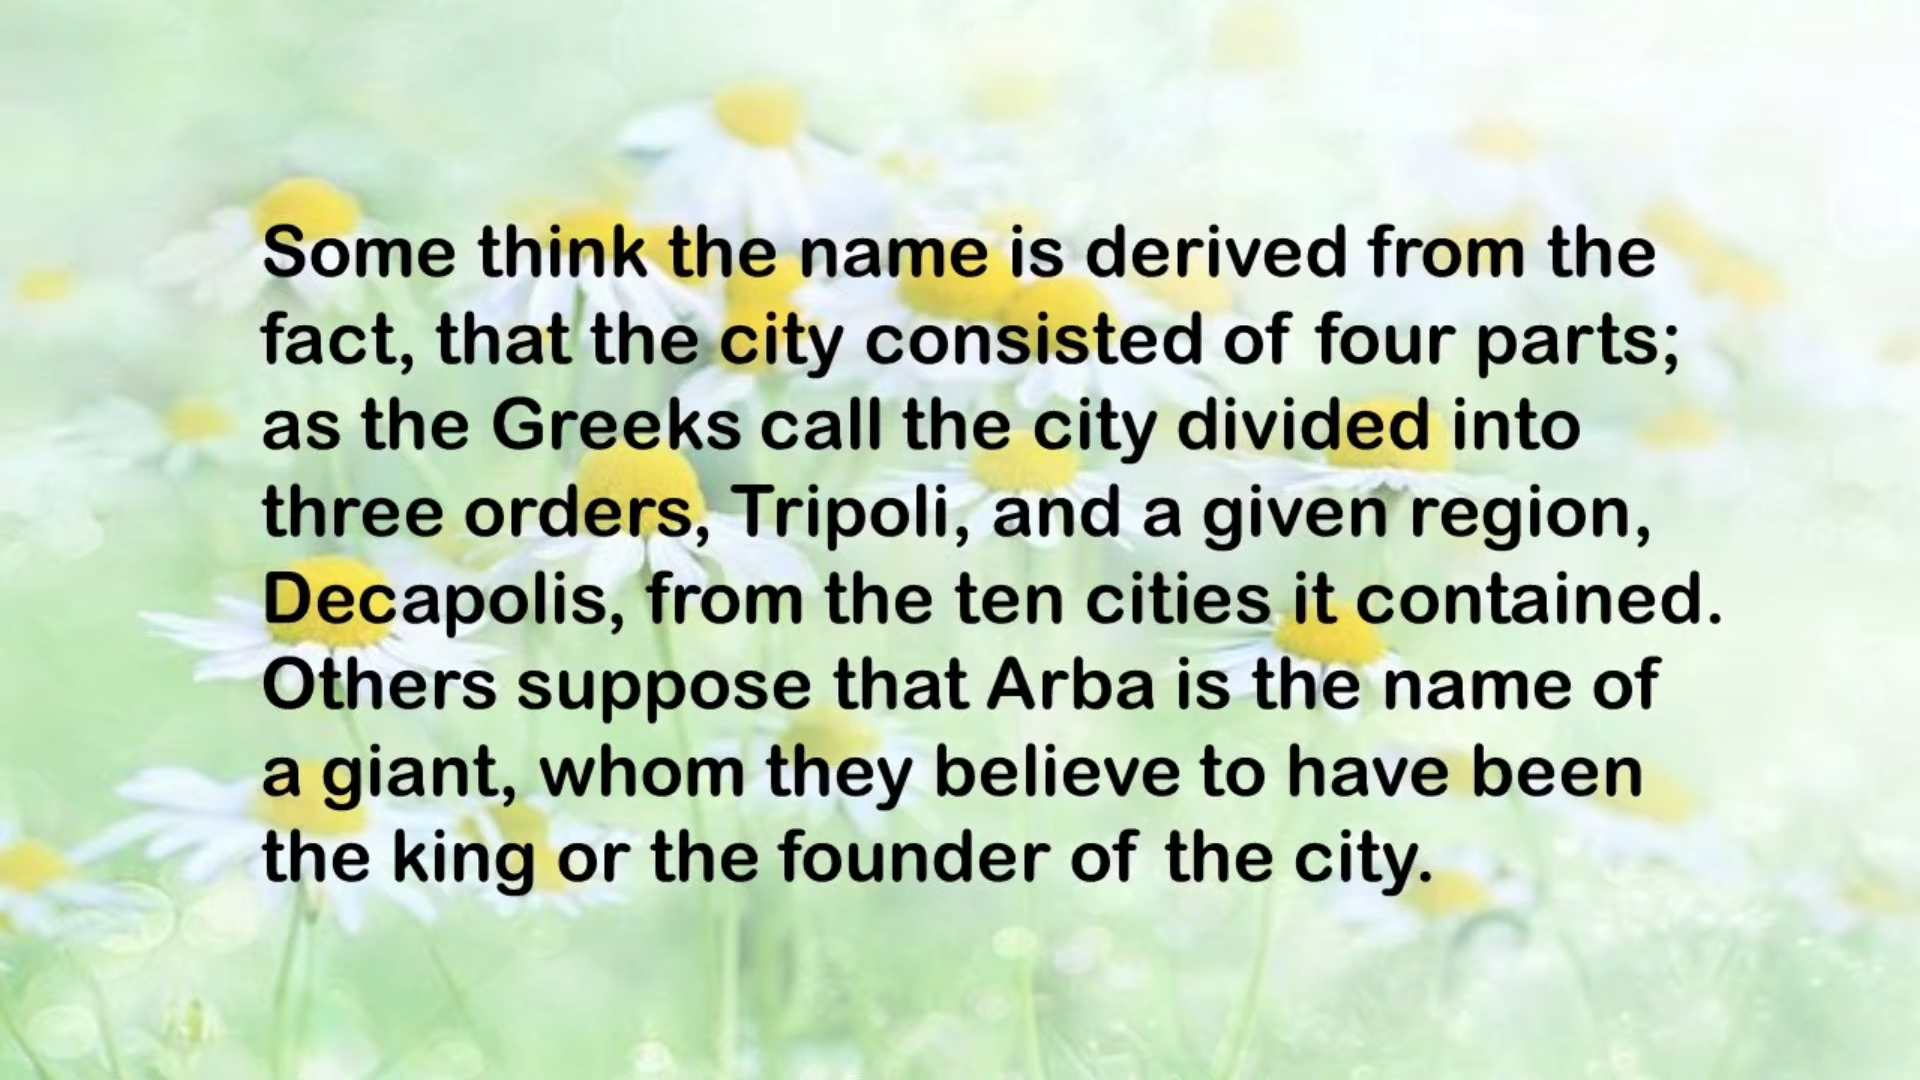 Some think the name is derived from the
fact, that the city consisted of four parts;
as the Greeks call the city divided into
three orders, Tripoli, and a given region,
Decapolis, from the ten cities it contained.
Others suppose that Arba is the name of
a giant, whom they believe to have been
the king or the founder of the city.